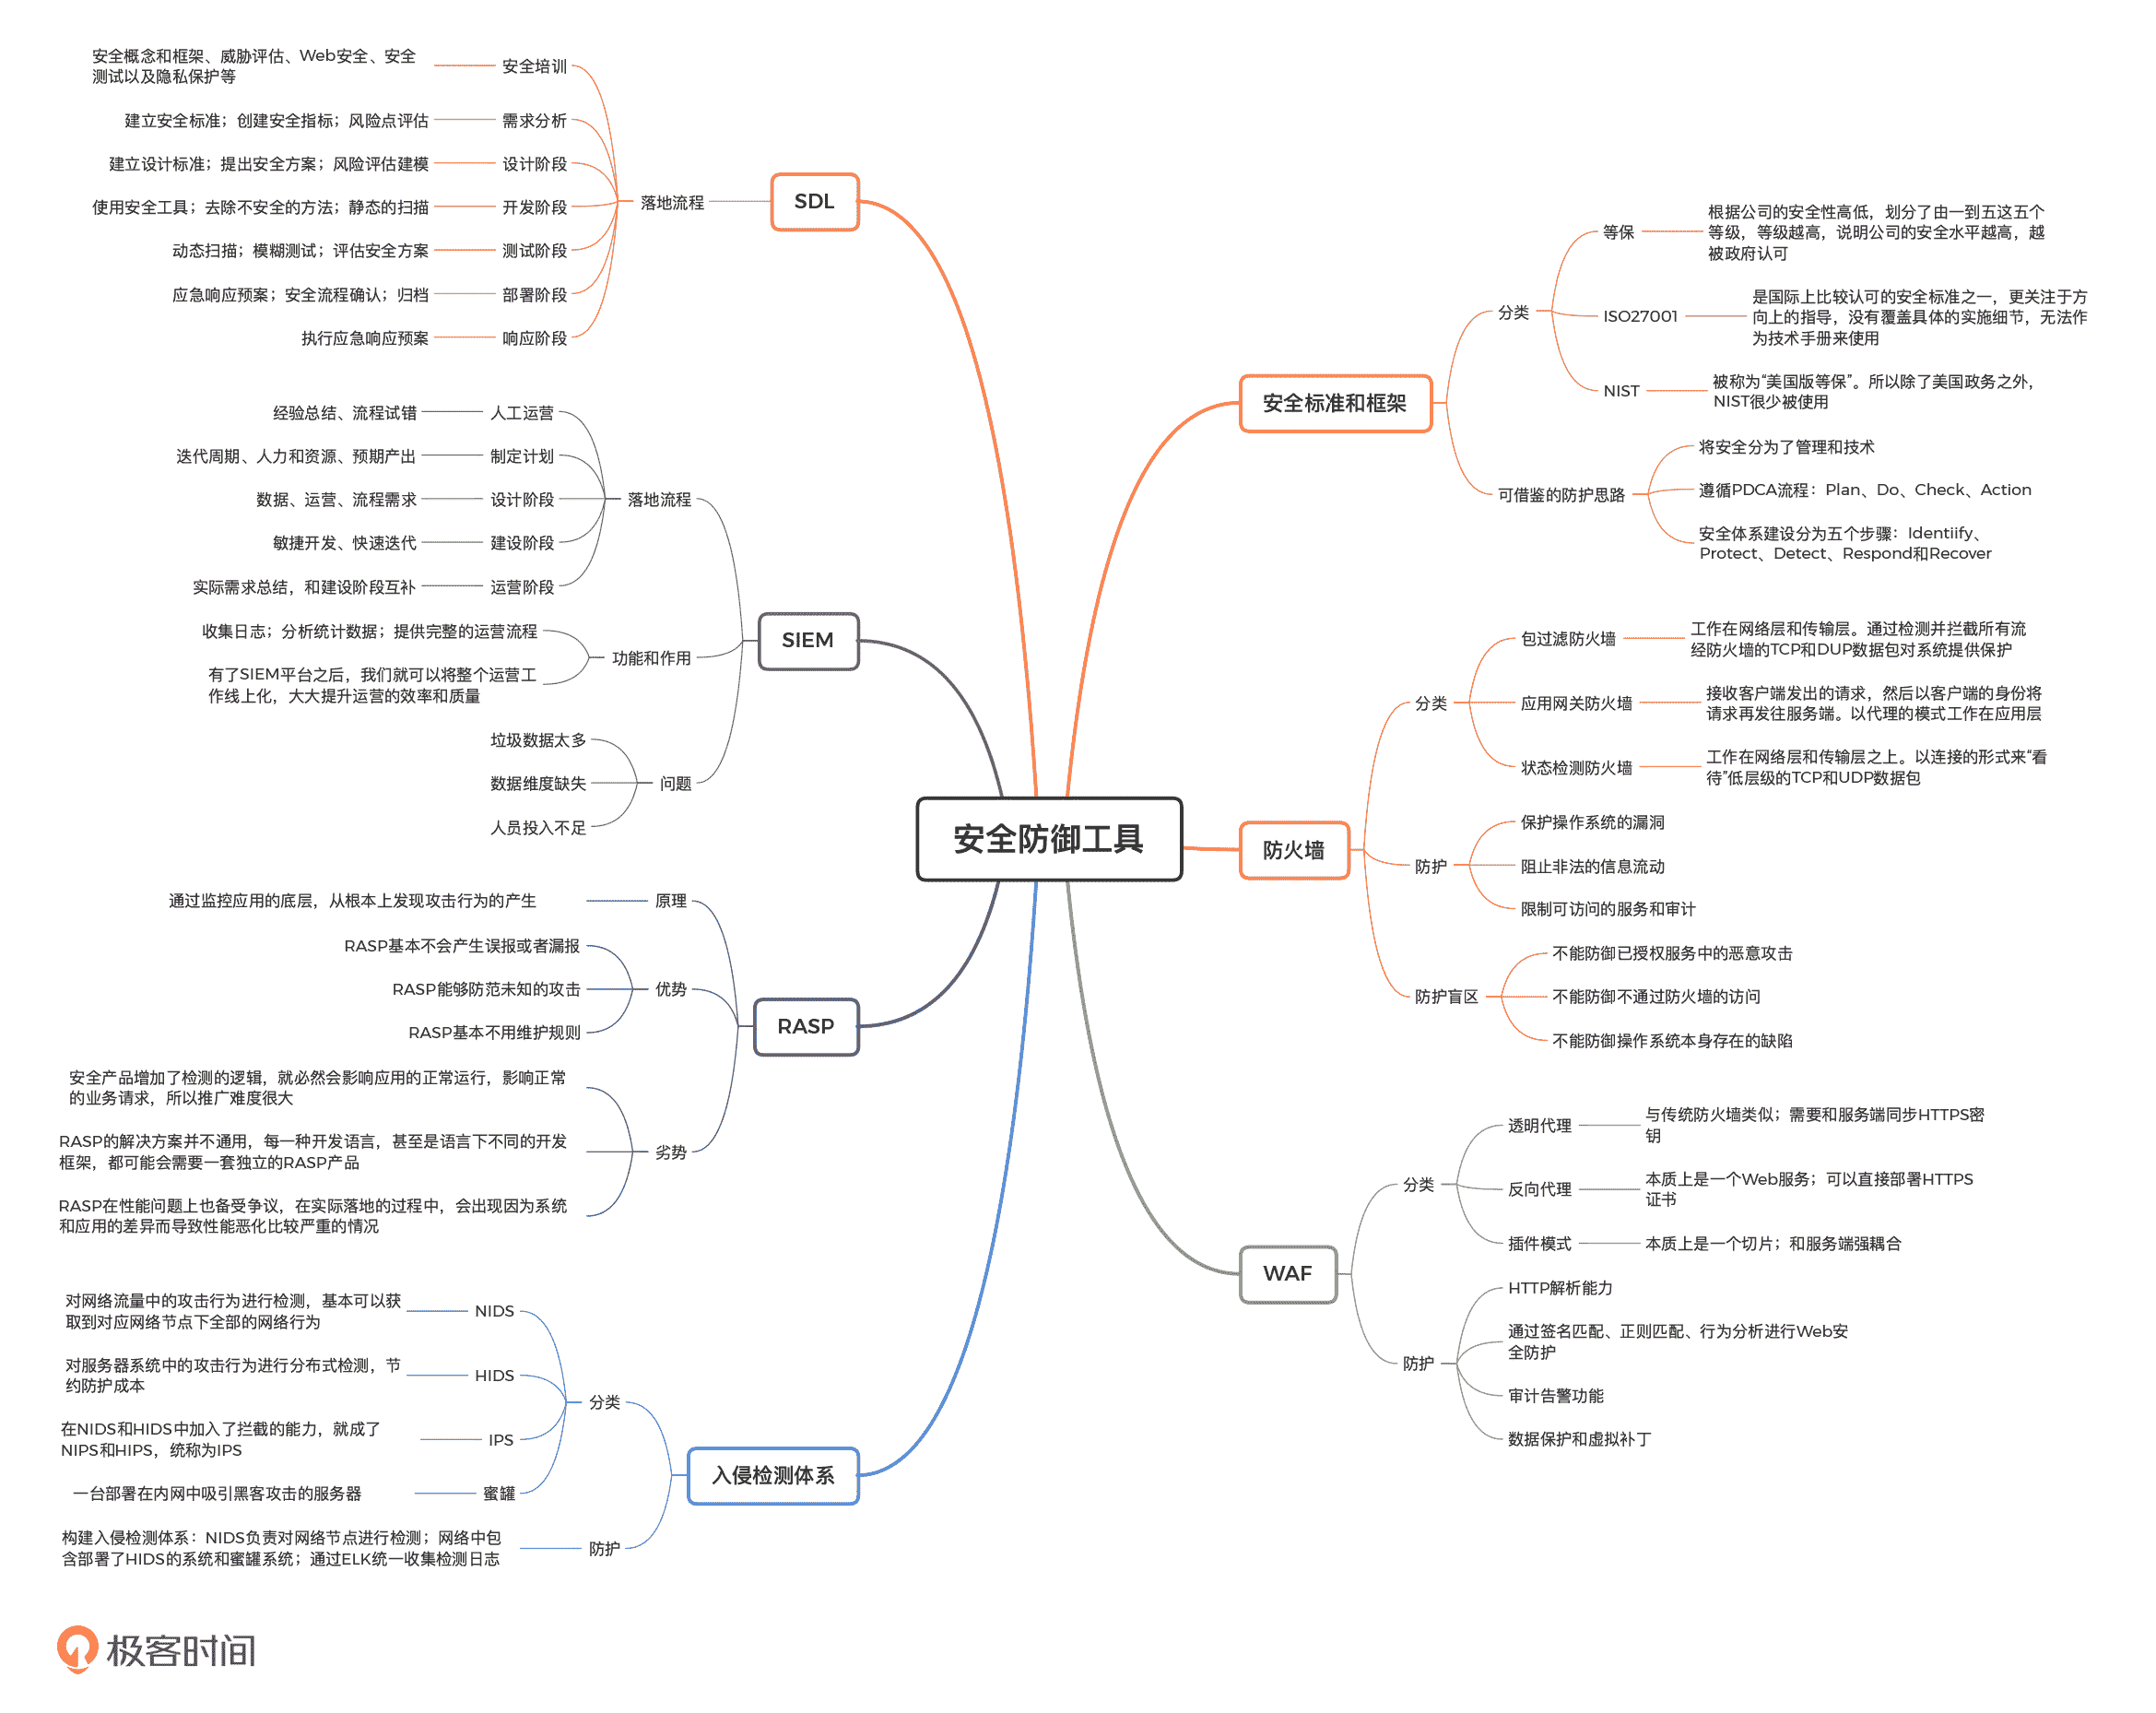 安全防御工具
SDL
落地流程
安全培训
安全概念和框架、威胁评估、Web安全、安全
测试以及隐私保护等
需求分析
建立安全标准；创建安全指标；风险点评估
设计阶段
建立设计标准；提出安全方案；风险评估建模
开发阶段
使用安全工具；去除不安全的方法；静态的扫描
测试阶段
动态扫描；模糊测试；评估安全方案
部署阶段
应急响应预案；安全流程确认；归档
响应阶段
执行应急响应预案
SIEM
落地流程
人工运营
经验总结、流程试错
制定计划
迭代周期、人力和资源、预期产出
设计阶段
数据、运营、流程需求
建设阶段
敏捷开发、快速迭代
运营阶段
实际需求总结，和建设阶段互补
功能和作用
收集日志；分析统计数据；提供完整的运营流程
有了SIEM平台之后，我们就可以将整个运营工
作线上化，大大提升运营的效率和质量
问题
垃圾数据太多
数据维度缺失
人员投入不足
RASP
原理
通过监控应用的底层，从根本上发现攻击行为的产生
优势
RASP基本不会产生误报或者漏报
RASP能够防范未知的攻击
RASP基本不用维护规则
劣势
安全产品增加了检测的逻辑，就必然会影响应用的正常运行，影响正常
的业务请求，所以推广难度很大
RASP的解决方案并不通用，每一种开发语言，甚至是语言下不同的开发
框架，都可能会需要一套独立的RASP产品
RASP在性能问题上也备受争议，在实际落地的过程中，会出现因为系统
和应用的差异而导致性能恶化比较严重的情况
入侵检测体系
分类
NIDS
对网络流量中的攻击行为进行检测，基本可以获
取到对应网络节点下全部的网络行为
HIDS
对服务器系统中的攻击行为进行分布式检测，节
约防护成本
IPS
在NIDS和HIDS中加入了拦截的能力，就成了
NIPS和HIPS，统称为IPS
蜜罐
一台部署在内网中吸引黑客攻击的服务器
防护
构建入侵检测体系：NIDS负责对网络节点进行检测；网络中包
含部署了HIDS的系统和蜜罐系统；通过ELK统一收集检测日志
安全标准和框架
分类
等保
根据公司的安全性高低，划分了由一到五这五个
等级，等级越高，说明公司的安全水平越高，越
被政府认可
ISO27001
是国际上比较认可的安全标准之一，更关注于方
向上的指导，没有覆盖具体的实施细节，无法作
为技术手册来使用
NIST
被称为“美国版等保”。所以除了美国政务之外，
NIST很少被使用
可借鉴的防护思路
将安全分为了管理和技术
遵循PDCA流程：Plan、Do、Check、Action
安全体系建设分为五个步骤：Identiify、
Protect、Detect、Respond和Recover
防火墙
分类
包过滤防火墙
工作在网络层和传输层。通过检测并拦截所有流
经防火墙的TCP和DUP数据包对系统提供保护
应用网关防火墙
接收客户端发出的请求，然后以客户端的身份将
请求再发往服务端。以代理的模式工作在应用层
状态检测防火墙
工作在网络层和传输层之上。以连接的形式来“看
待”低层级的TCP和UDP数据包
防护
保护操作系统的漏洞
阻止非法的信息流动
限制可访问的服务和审计
防护盲区
不能防御已授权服务中的恶意攻击
不能防御不通过防火墙的访问
不能防御操作系统本身存在的缺陷
WAF
分类
透明代理
与传统防火墙类似；需要和服务端同步HTTPS密
钥
反向代理
本质上是一个Web服务；可以直接部署HTTPS
证书
插件模式
本质上是一个切片；和服务端强耦合
防护
HTTP解析能力
通过签名匹配、正则匹配、行为分析进行Web安
全防护
审计告警功能
数据保护和虚拟补丁
极客时间